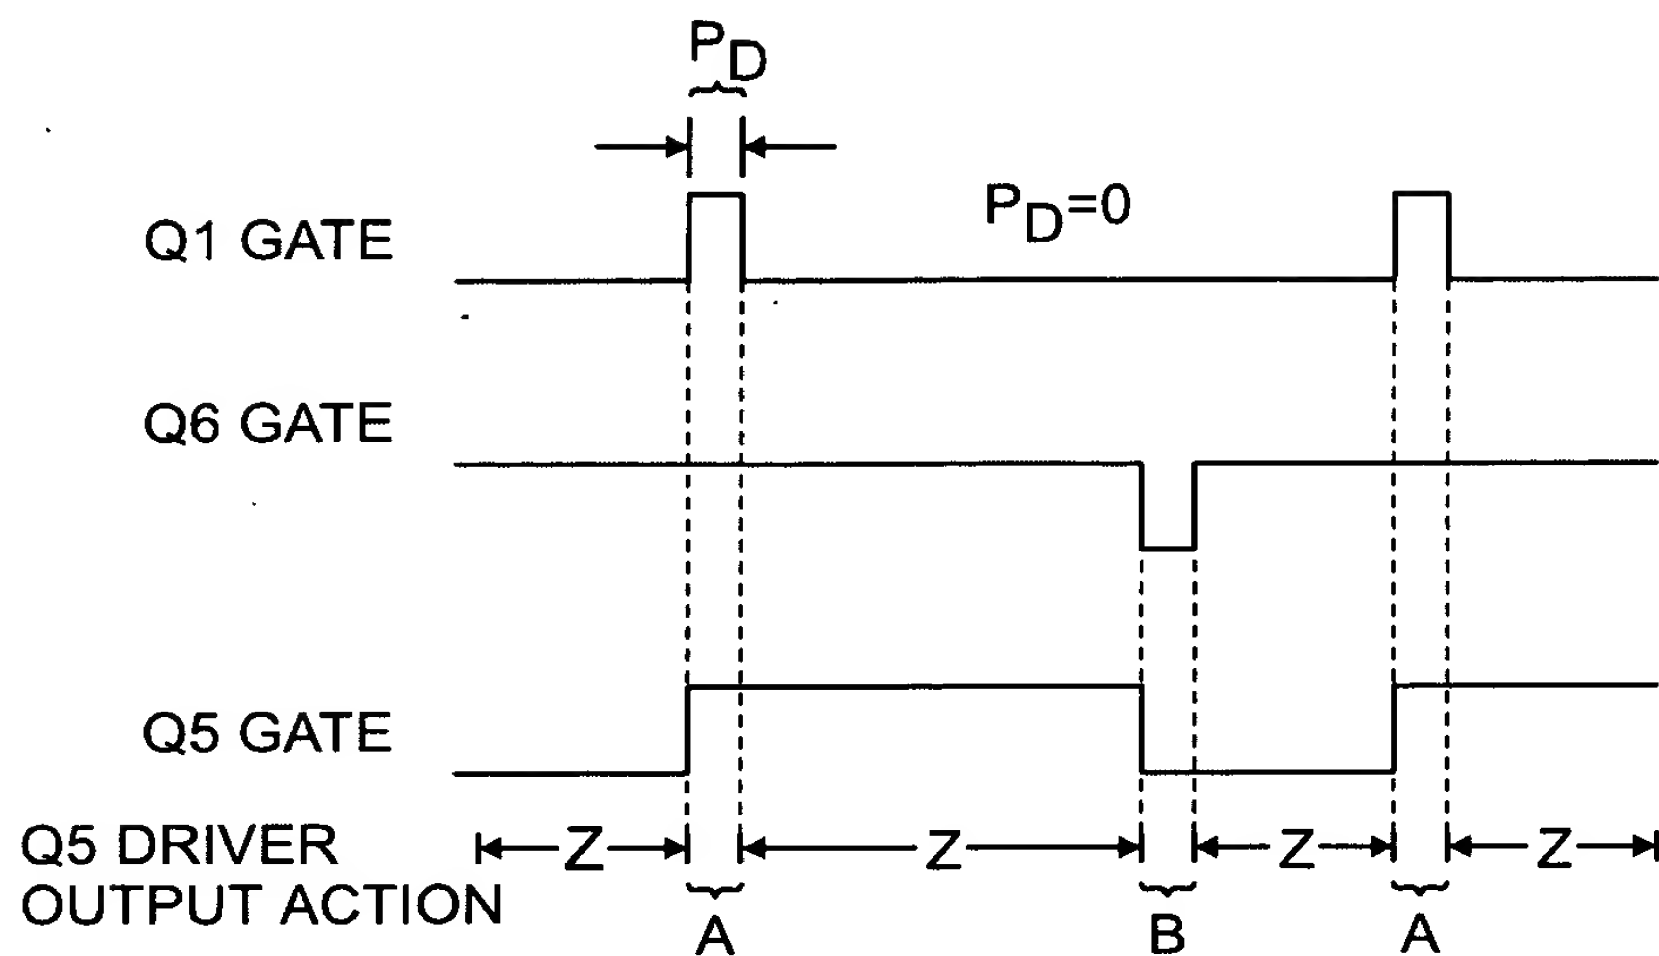 PD
PD=0
Q1 GATE
Q6 GATE
Q5 GATE
Q5 DRIVER
OUTPUT ACTION
Z Z Z Z
A B A